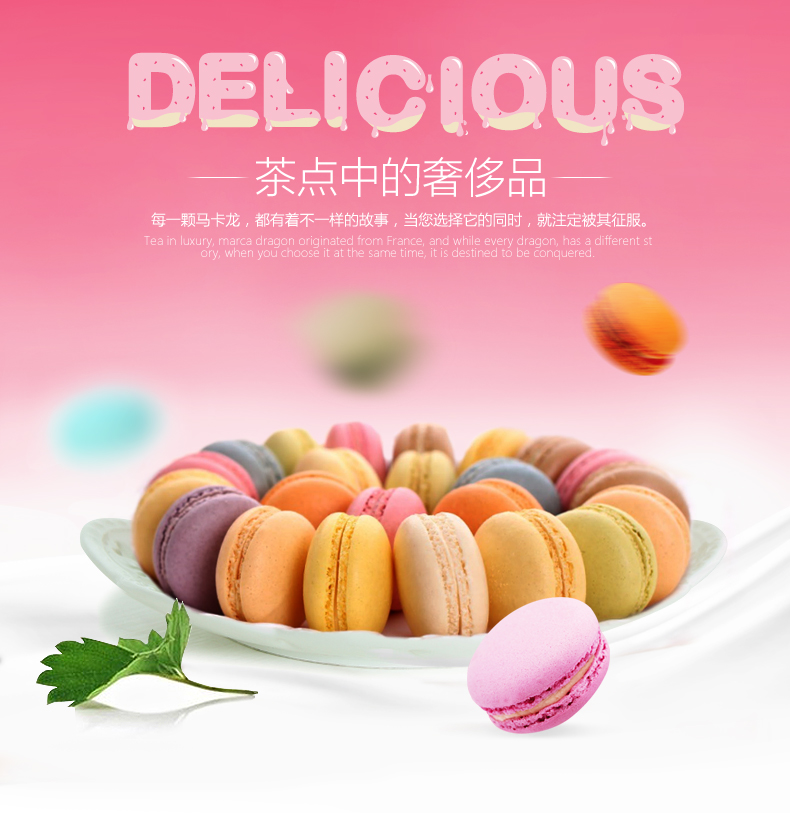 DELICIOUS
茶点中的奢侈品
每一颗马卡龙，都有着不一样的故事，当您选择它的同时，就注定被其征服。
Tea in luxury, marca dragon originated from France, and while every dragon, has a different st
ory, when you choose it at the same time, it is destined to be conquered.